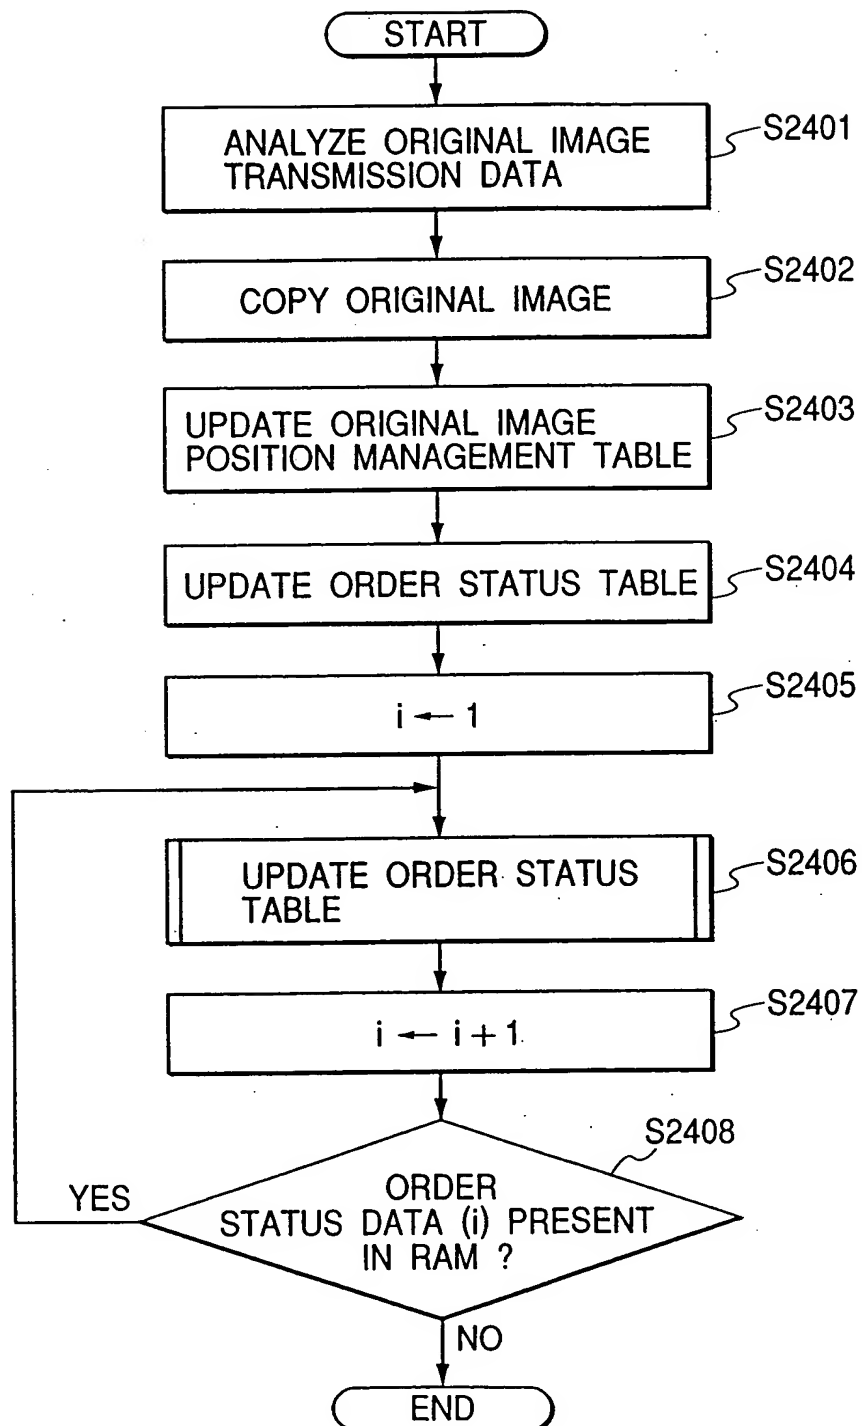 START
ANALYZE ORIGINAL IMAGE
TRANSMISSION DATA
S2401
COPY ORIGINAL IMAGE
S2402
UPDATE ORIGINAL IMAGE
POSITION MANAGEMENT TABLE
S2403
UPDATE ORDER STATUS TABLE
S2404
i ← 1
S2405
UPDATE ORDER STATUS
TABLE
S2406
i ← i + 1
S2407
S2408
YES
ORDER
STATUS DATA (i) PRESENT
IN RAM ?
NO
END